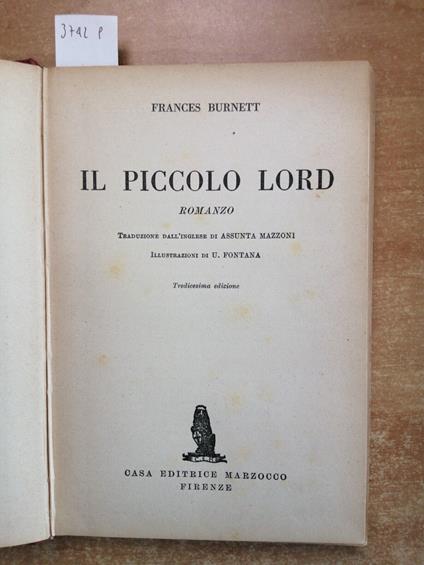 3742 P
FRANCES BURNETT
IL PICCOLO LORD
ROMANZO
TRADUZIONE DALL'INGLESE DI ASSUNTA MAZZONI
ILLUSTRAZIONI DI U. FONTANA
Tredicesima edizione
CASA EDITRICE MARZOCCO
FIRENZE